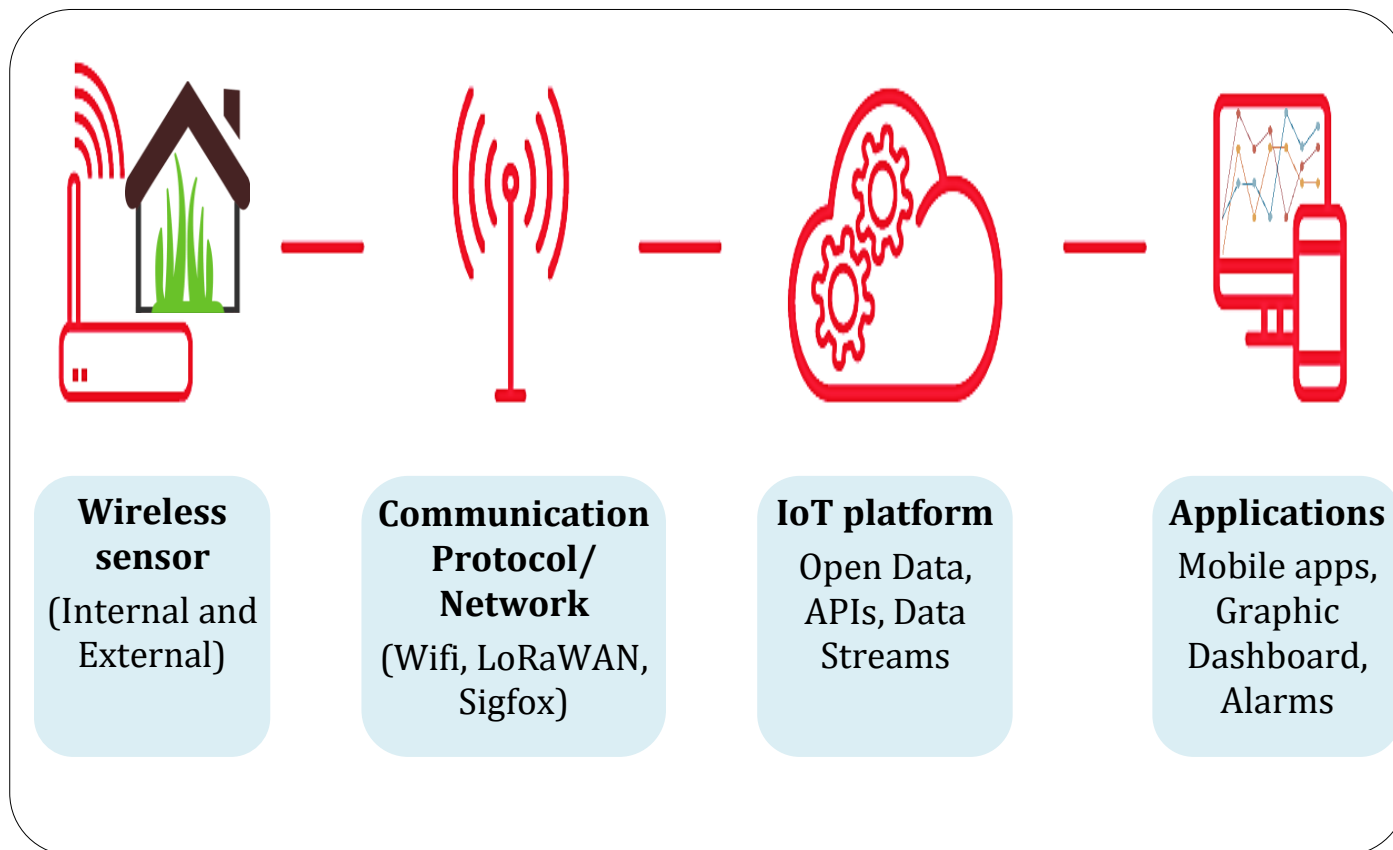 Wireless
sensor
(Internal and
External)
Communication
Protocol/
Network
(Wifi, LoRaWAN,
Sigfox)
IoT platform
Open Data,
APIs, Data
Streams
Applications
Mobile apps,
Graphic
Dashboard,
Alarms